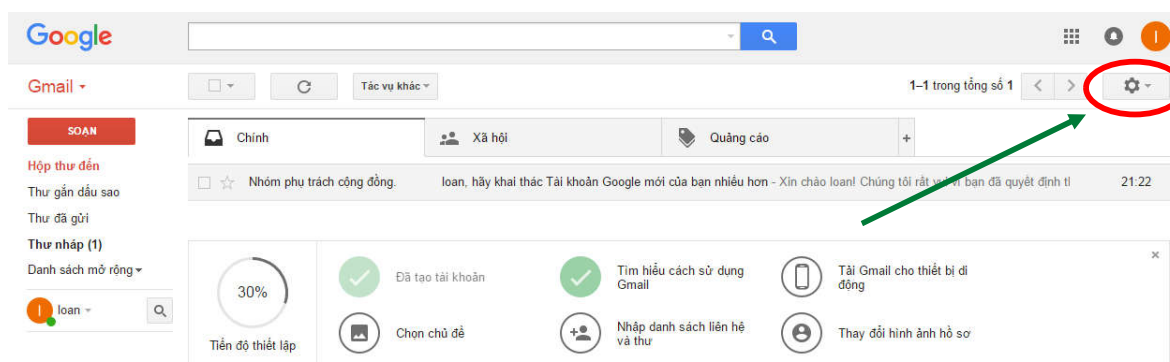 Google
I
Gmail
Tác vụ khác
1–1 trong tổng số 1
SOẠN
Chính
Xã hội
Quảng cáo
+
Hộp thư đến
Thư gắn dấu sao
Thư đã gửi
Thư nháp (1)
Danh sách mở rộng
I loan
Nhóm phụ trách cộng đồng. loan, hãy khai thác Tài khoản Google mới của bạn nhiều hơn - Xin chào loan! Chúng tôi rất vui vì bạn đã quyết định tl 21:22
30%
Tiến độ thiết lập
Đã tạo tài khoản
Tìm hiểu cách sử dụng
Gmail
Tải Gmail cho thiết bị di
động
Chọn chủ đề
Nhập danh sách liên hệ
và thư
Thay đổi hình ảnh hồ sơ